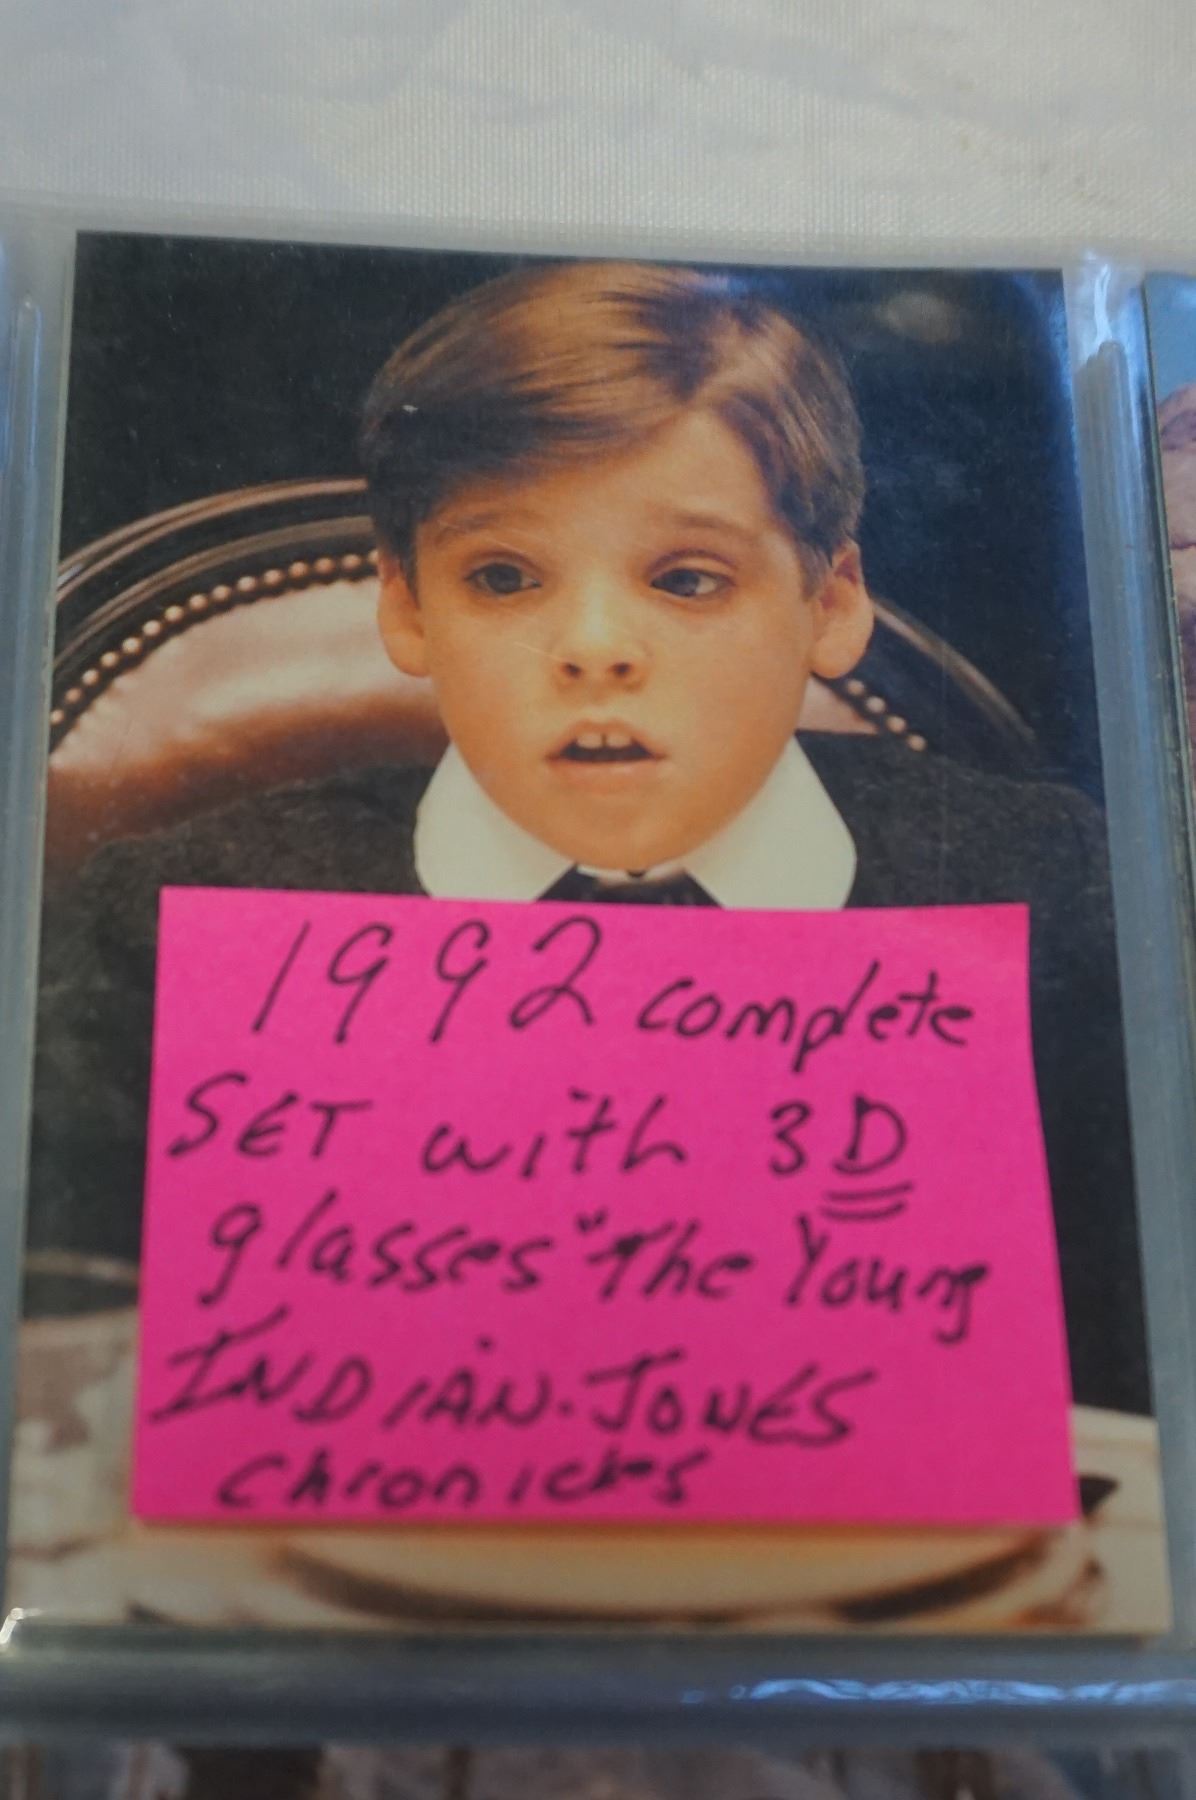 1992 complete
SET with 3D
glasses "The Young
INDIAN-JONES
chronicles